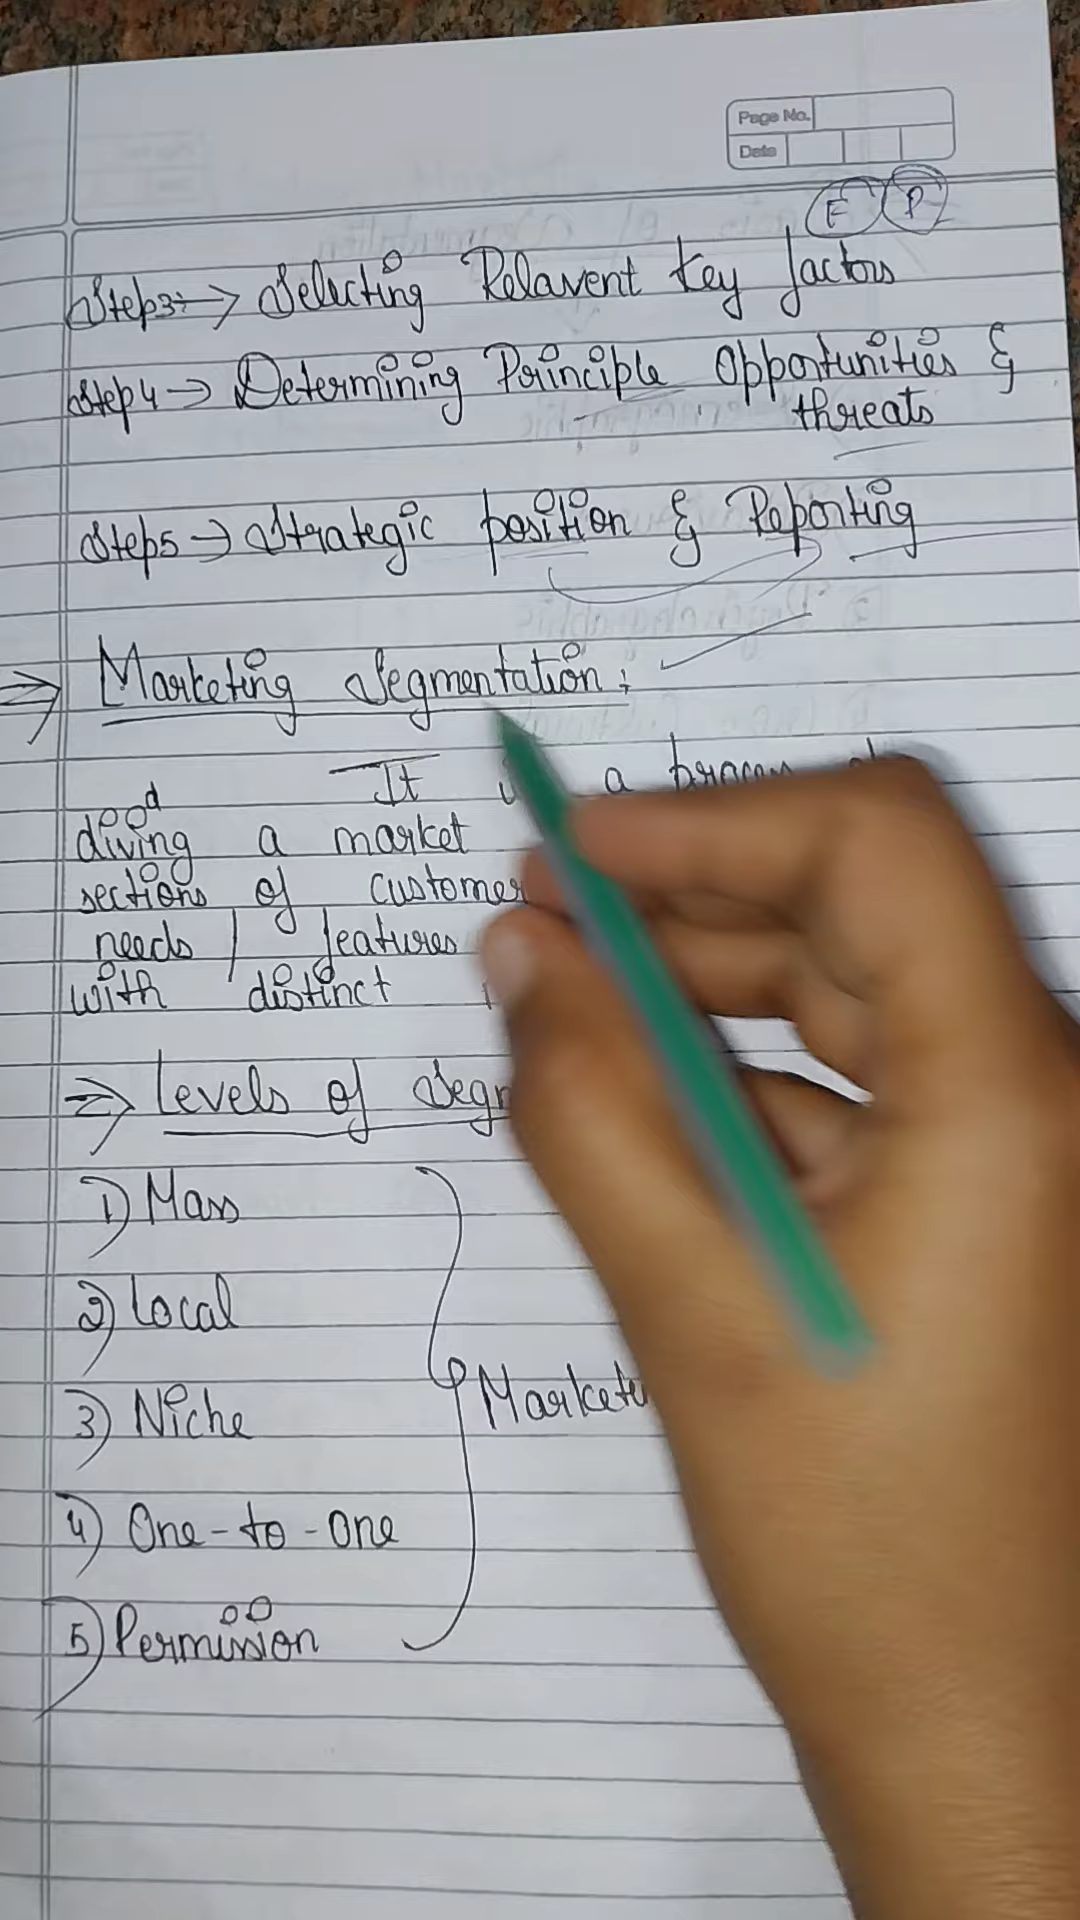 Page No.
Date
E P
Step3:→ Selecting Relavent key factors
Step4→ Determining Principle Opportunities &
threats
Step5→ Strategic position & Reporting
⇒ Marketing Segmentation:
It a process
d
diving a market
sections of customer
needs / features
with distinct
⇒ Levels of
1) Mass
2) Local
3) Niche
4) One-to-one
5) Permission